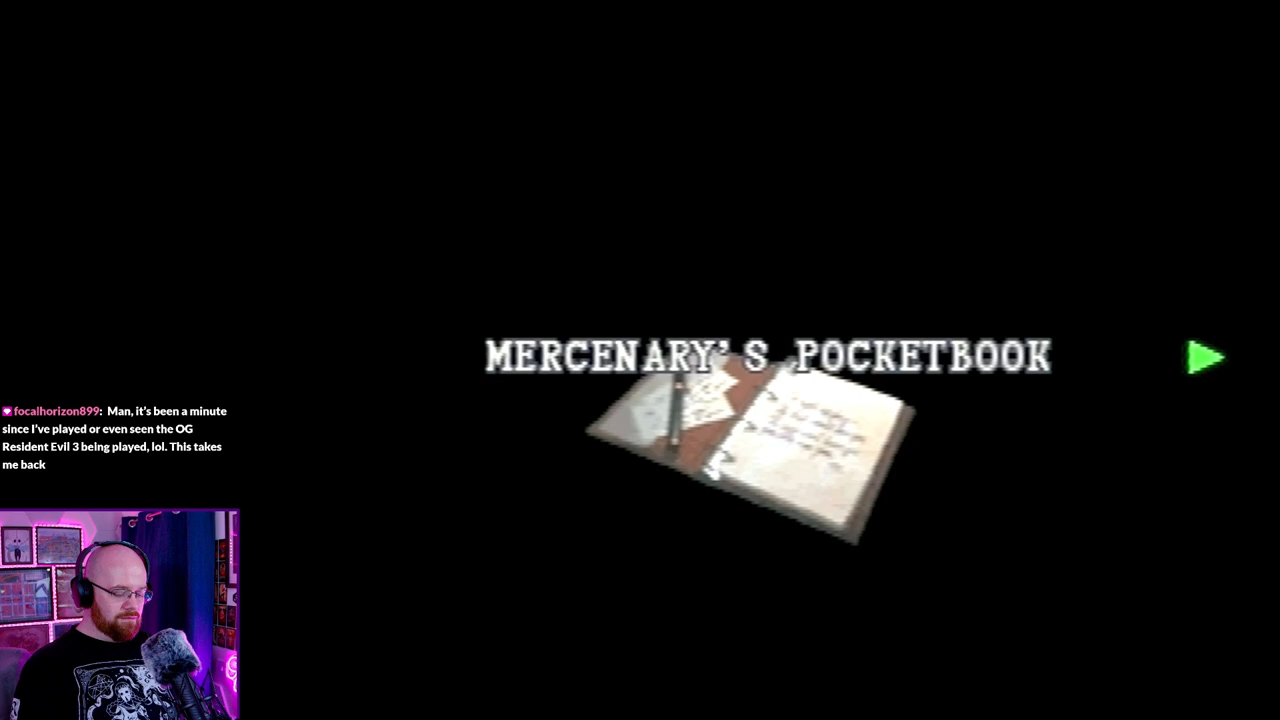 MERCENARY'S POCKETBOOK
focalhorizon899: Man, it's been a minute
since I've played or even seen the OG
Resident Evil 3 being played, lol. This takes
me back